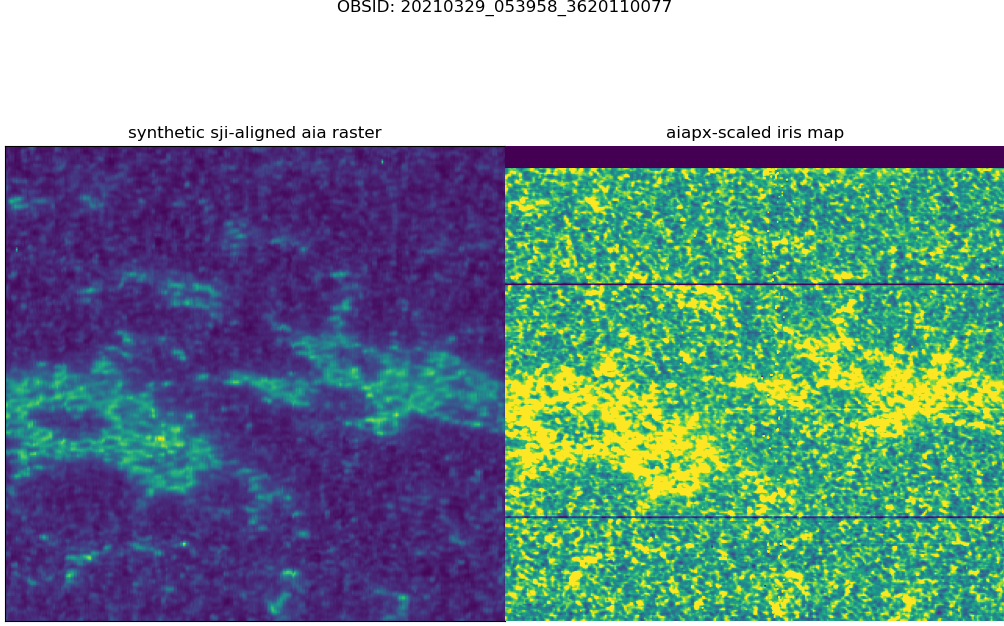 OBSID: 20210329_053958_3620110077
synthetic sji-aligned aia raster
aiapx-scaled iris map